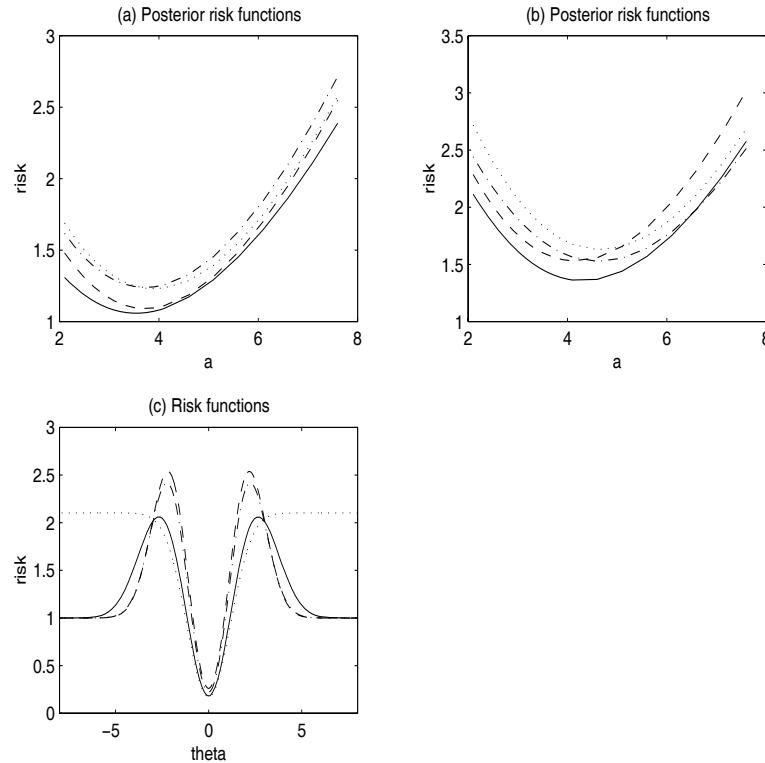 (a) Posterior risk functions
3
2.5
2
1.5
1
risk
2 4 6 8
a
(b) Posterior risk functions
3.5
3
2.5
2
1.5
1
risk
2 4 6 8
a
(c) Risk functions
3
2.5
2
1.5
1
0.5
0
risk
−5 0 5
theta